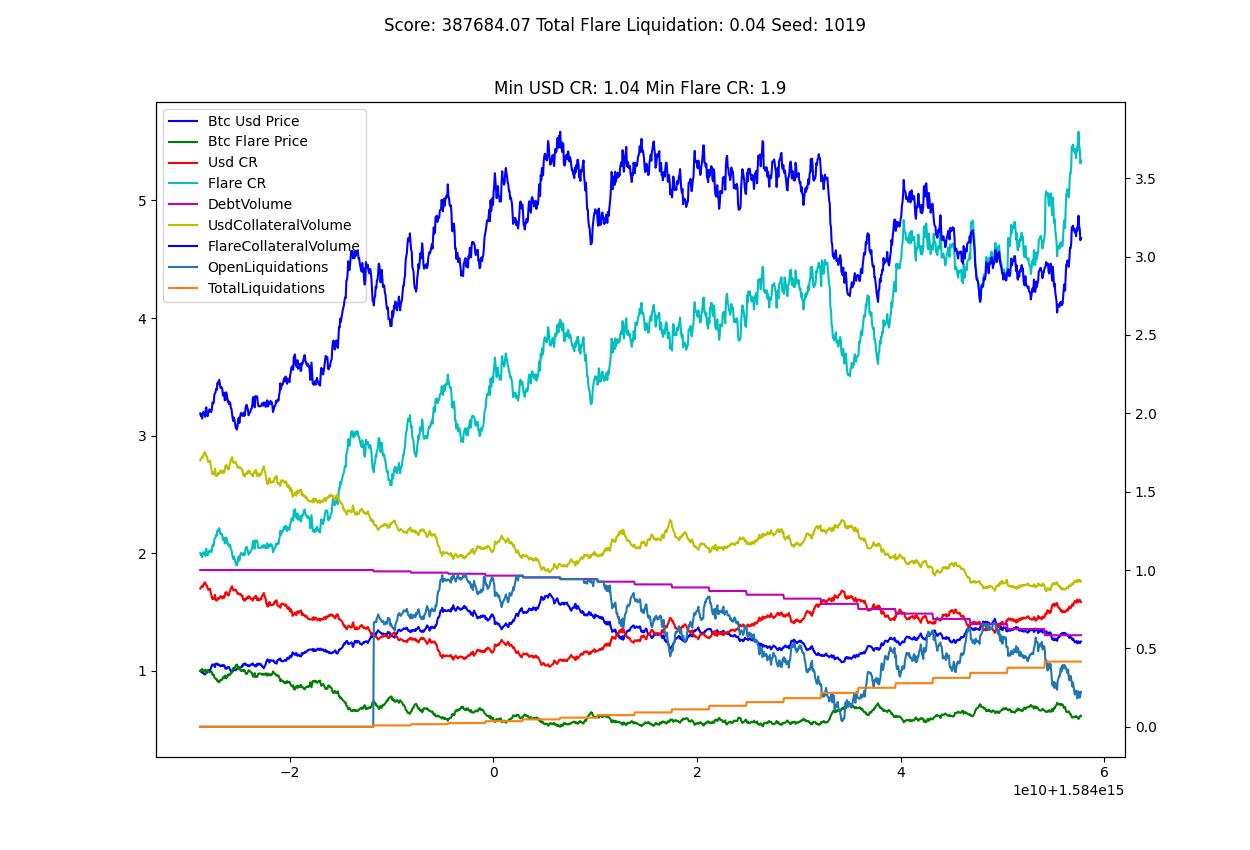 Score: 387684.07 Total Flare Liquidation: 0.04 Seed: 1019
Min USD CR: 1.04 Min Flare CR: 1.9
Btc Usd Price
Btc Flare Price
Usd CR
Flare CR
DebtVolume
UsdCollateralVolume
FlareCollateralVolume
OpenLiquidations
TotalLiquidations
5
4
3
2
1
3.5
3.0
2.5
2.0
1.5
1.0
0.5
0.0
−2
0
2
4
6
1e10+1.584e15